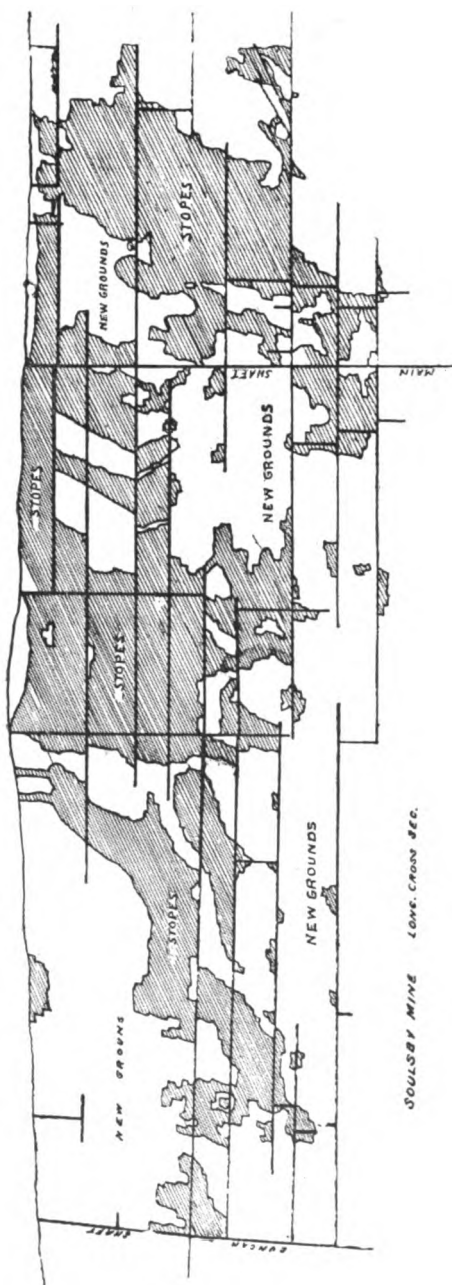 STOPES
NEW GROUNDS
SHAFT
MAIN
NEW GROUNDS
STOPES
STOPES
STOPES
NEW GROUNDS
NEW GROUNS
SHAFT
DUNCAN
SOULSBY MINE LONG. CROSS SEC.